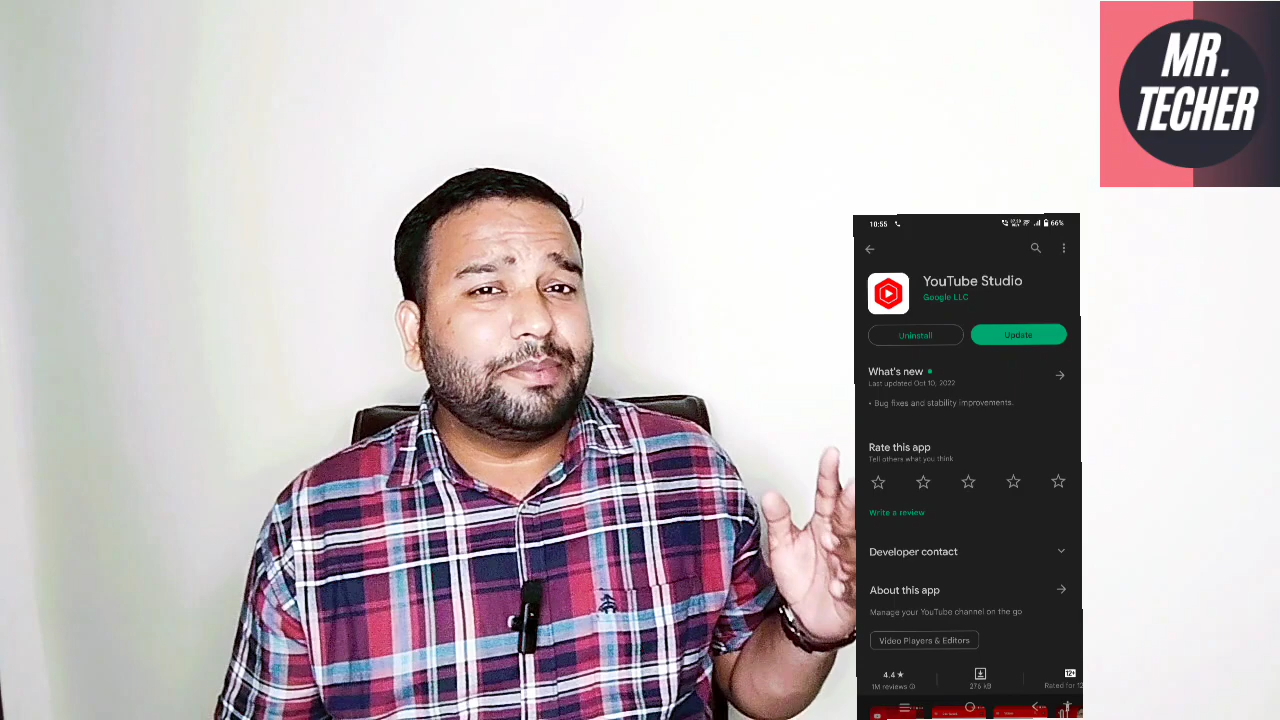 MR.
TECHER
10:55
66%
YouTube Studio
Google LLC
Uninstall
Update
What's new
Last updated Oct 10, 2022
• Bug fixes and stability improvements.
Rate this app
Tell others what you think
Write a review
Developer contact
About this app
Manage your YouTube channel on the go
Video Players & Editors
4.4★
1M reviews
276 kB
12+
Rated for 12